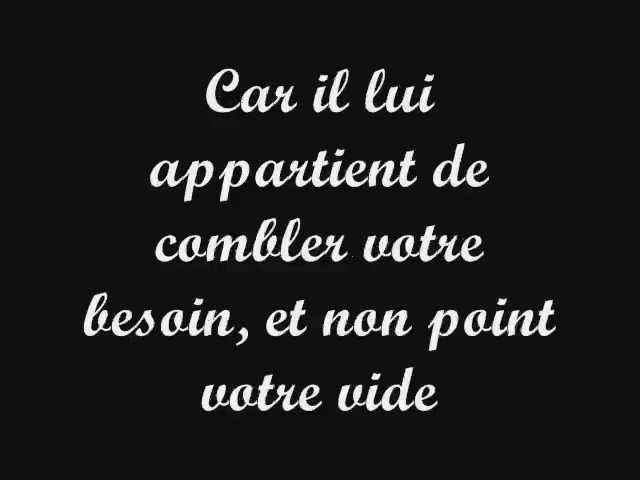 Car il lui
appartient de
combler votre
besoin, et non point
votre vide